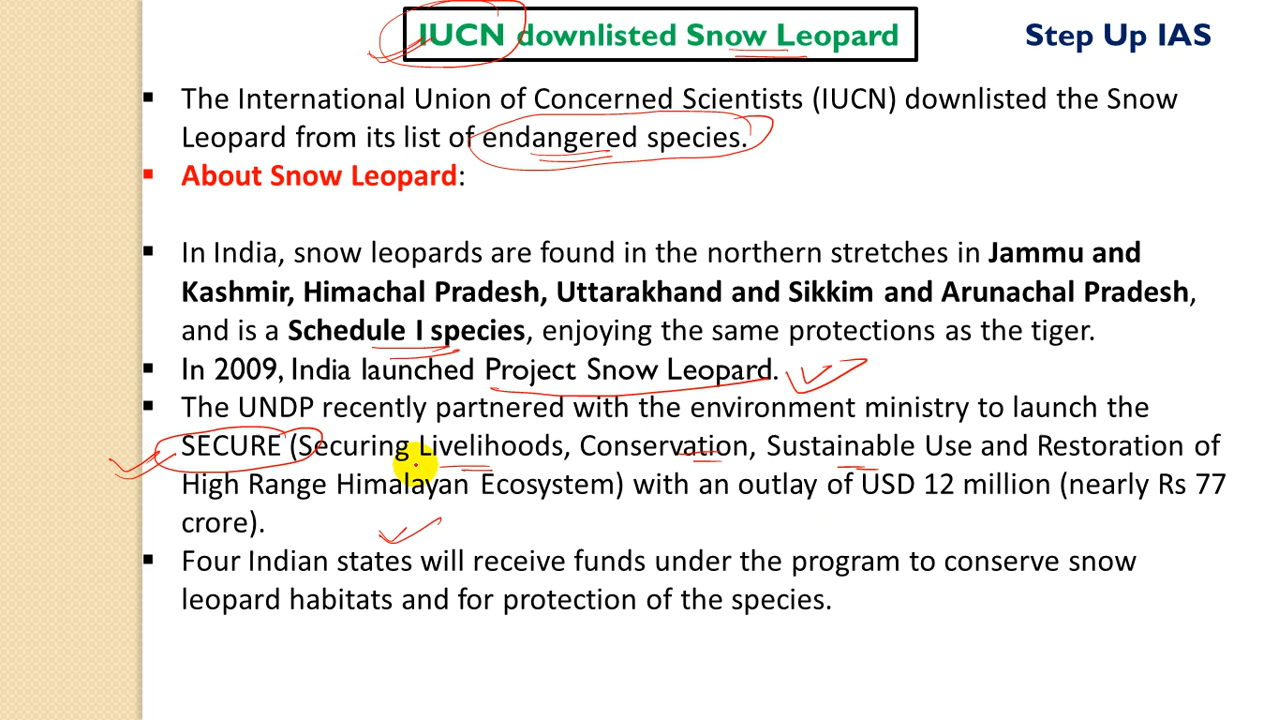 IUCN downlisted Snow Leopard
Step Up IAS
The International Union of Concerned Scientists (IUCN) downlisted the Snow
Leopard from its list of endangered species.
About Snow Leopard:
In India, snow leopards are found in the northern stretches in Jammu and
Kashmir, Himachal Pradesh, Uttarakhand and Sikkim and Arunachal Pradesh,
and is a Schedule I species, enjoying the same protections as the tiger.
In 2009, India launched Project Snow Leopard.
The UNDP recently partnered with the environment ministry to launch the
SECURE (Securing Livelihoods, Conservation, Sustainable Use and Restoration of
High Range Himalayan Ecosystem) with an outlay of USD 12 million (nearly Rs 77
crore).
Four Indian states will receive funds under the program to conserve snow
leopard habitats and for protection of the species.